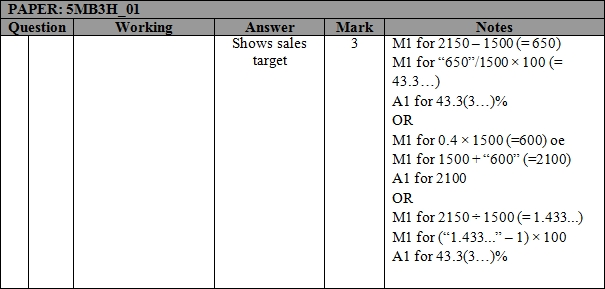 PAPER: 5MB3H_01
Question Working Answer Mark Notes
Shows sales target 3 M1 for 2150 – 1500 (= 650)
M1 for “650”/1500 × 100 (=
43.3…)
A1 for 43.3(3…)%
OR
M1 for 0.4 × 1500 (=600) oe
M1 for 1500 + “600” (=2100)
A1 for 2100
OR
M1 for 2150 ÷ 1500 (= 1.433...)
M1 for (“1.433...” – 1) × 100
A1 for 43.3(3…)%